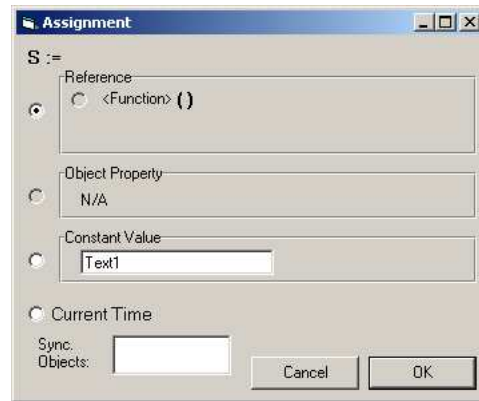 Assignment
S :=
Reference
<Function> ()
Object Property
N/A
Constant Value
Text1
Current Time
Sync.
Objects:
Cancel OK